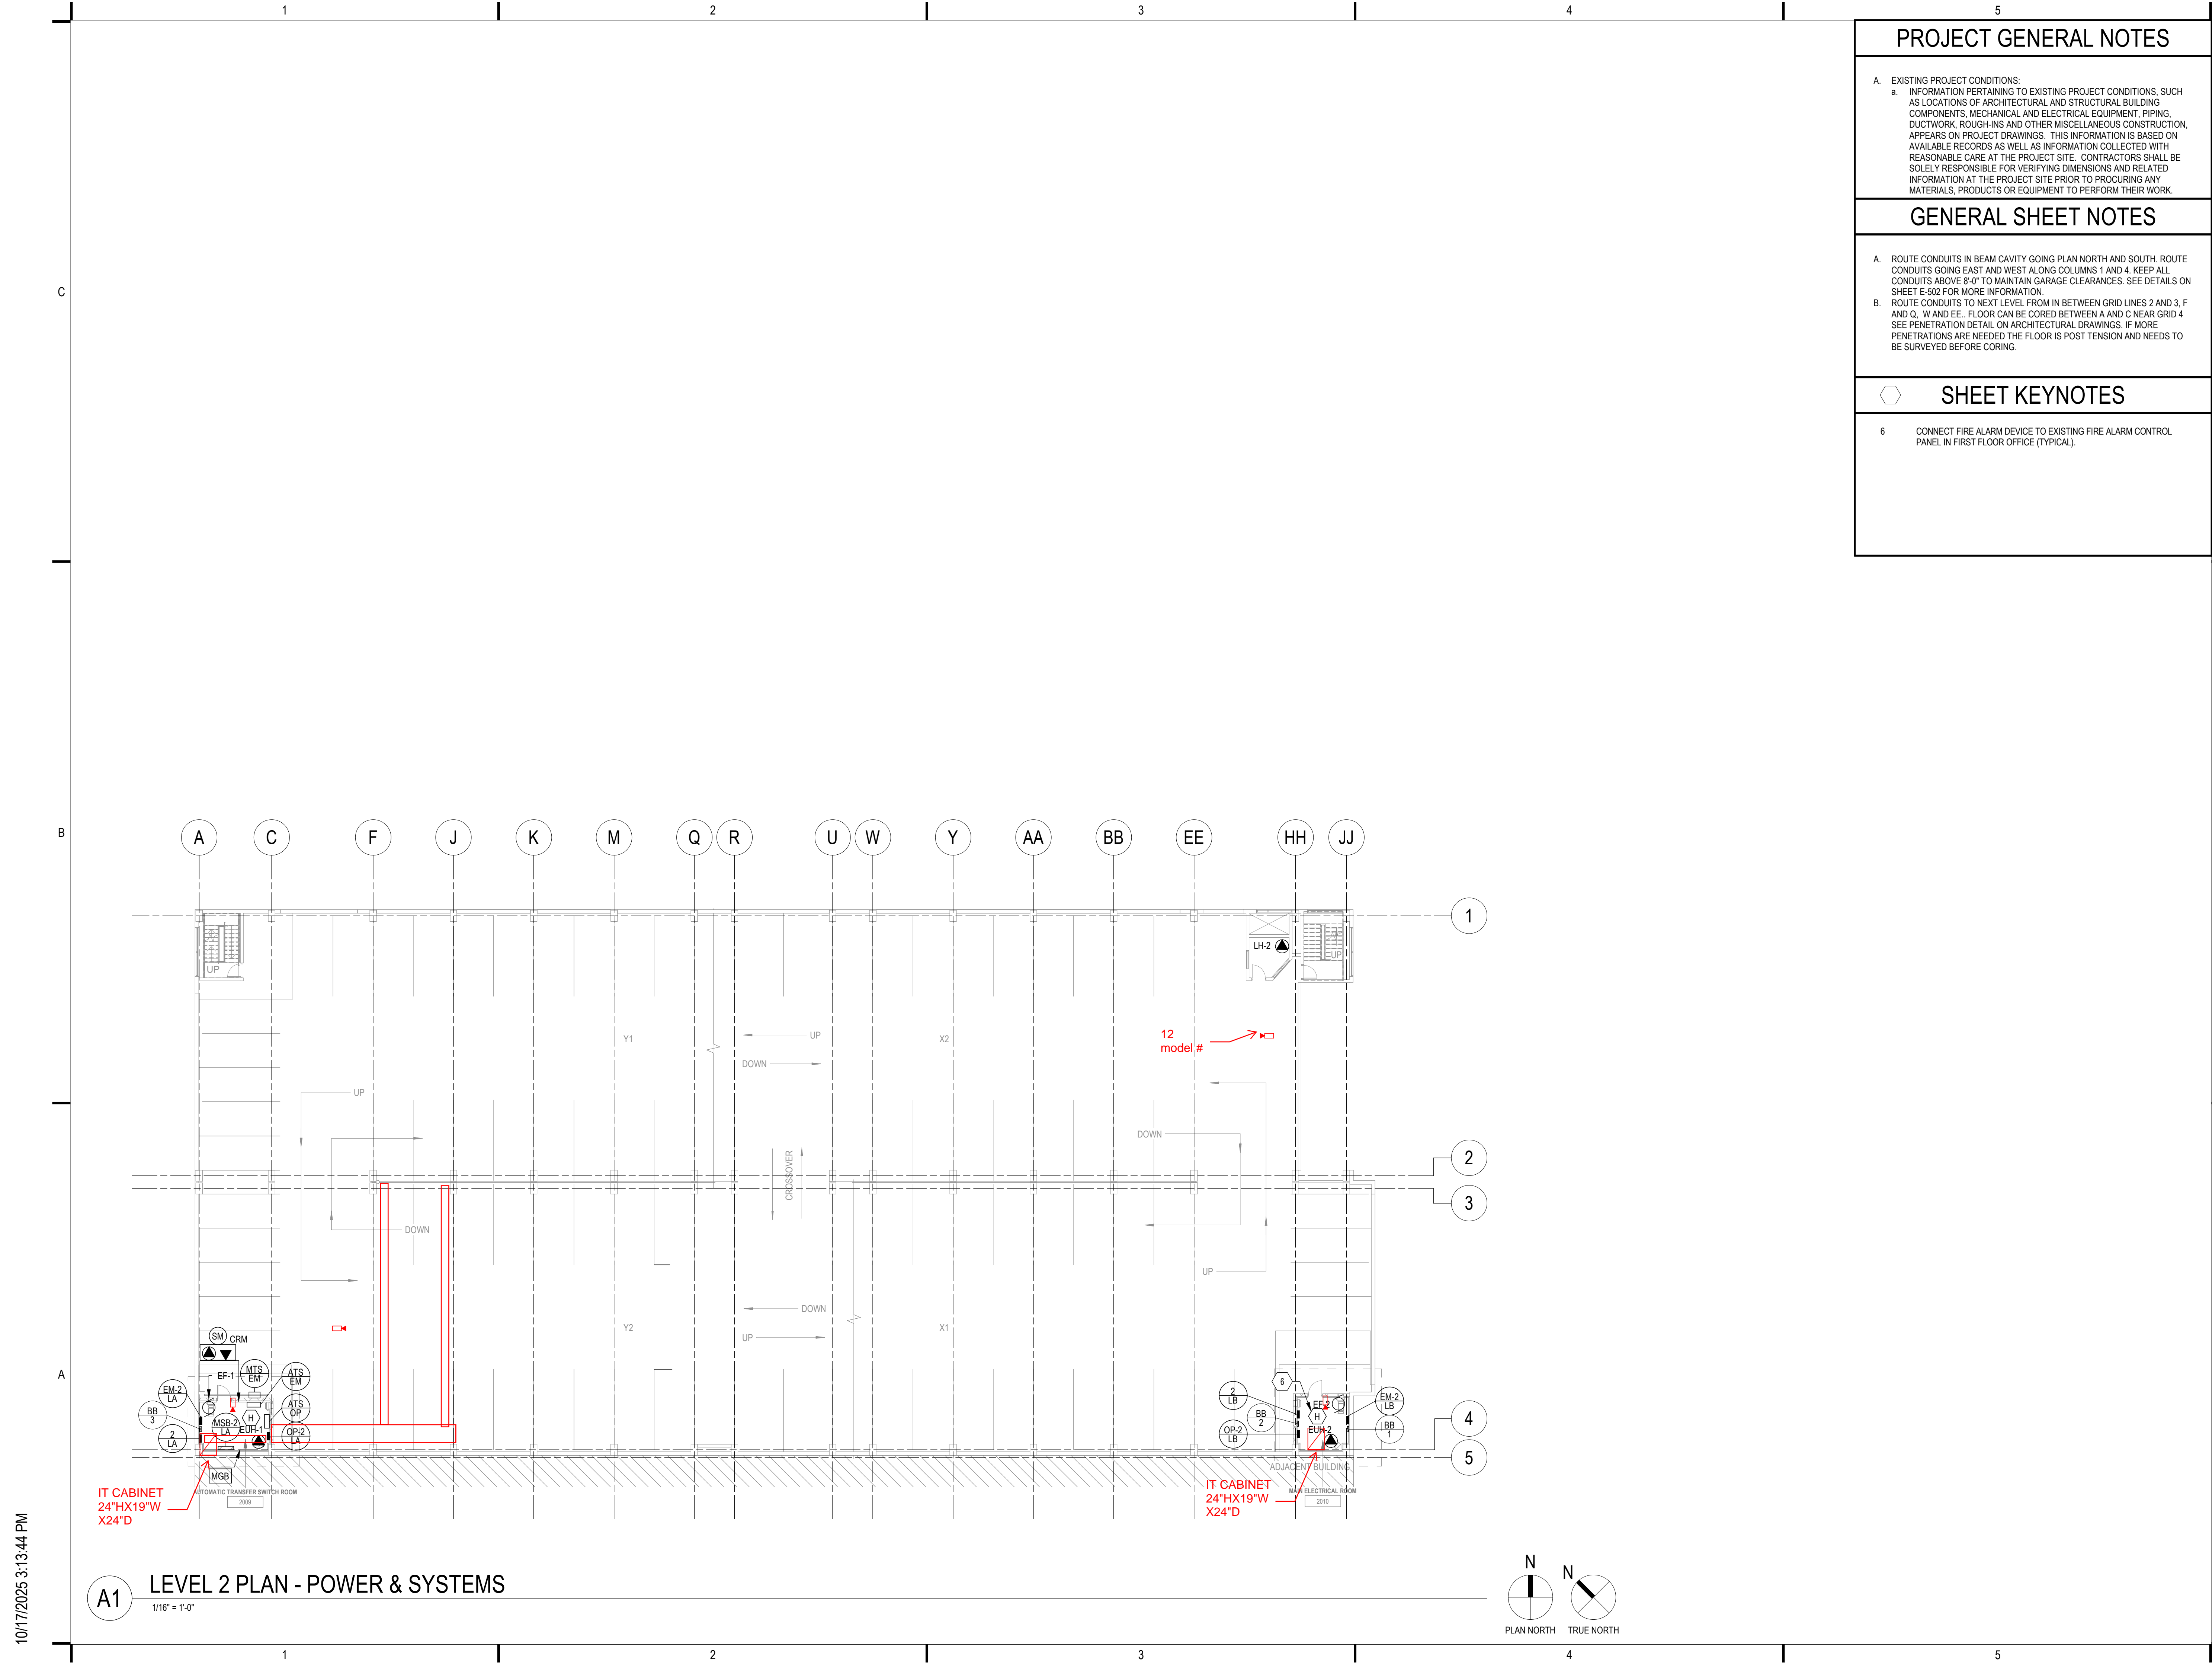 1 2 3 4 5
PROJECT GENERAL NOTES
A. EXISTING PROJECT CONDITIONS:
a. INFORMATION PERTAINING TO EXISTING PROJECT CONDITIONS, SUCH
AS LOCATIONS OF ARCHITECTURAL AND STRUCTURAL BUILDING
COMPONENTS, MECHANICAL AND ELECTRICAL EQUIPMENT, PIPING,
DUCTWORK, ROUGH-INS AND OTHER MISCELLANEOUS CONSTRUCTION,
APPEARS ON PROJECT DRAWINGS. THIS INFORMATION IS BASED ON
AVAILABLE RECORDS AS WELL AS INFORMATION COLLECTED WITH
REASONABLE CARE AT THE PROJECT SITE. CONTRACTORS SHALL BE
SOLELY RESPONSIBLE FOR VERIFYING DIMENSIONS AND RELATED
INFORMATION AT THE PROJECT SITE PRIOR TO PROCURING ANY
MATERIALS, PRODUCTS OR EQUIPMENT TO PERFORM THEIR WORK.
GENERAL SHEET NOTES
A. ROUTE CONDUITS IN BEAM CAVITY GOING PLAN NORTH AND SOUTH. ROUTE
CONDUITS GOING EAST AND WEST ALONG COLUMNS 1 AND 4. KEEP ALL
CONDUITS ABOVE 8'-0" TO MAINTAIN GARAGE CLEARANCES. SEE DETAILS ON
SHEET E-502 FOR MORE INFORMATION.
B. ROUTE CONDUITS TO NEXT LEVEL FROM IN BETWEEN GRID LINES 2 AND 3, F
AND Q, W AND EE.. FLOOR CAN BE CORED BETWEEN A AND C NEAR GRID 4
SEE PENETRATION DETAIL ON ARCHITECTURAL DRAWINGS. IF MORE
PENETRATIONS ARE NEEDED THE FLOOR IS POST TENSION AND NEEDS TO
BE SURVEYED BEFORE CORING.
SHEET KEYNOTES
6 CONNECT FIRE ALARM DEVICE TO EXISTING FIRE ALARM CONTROL
PANEL IN FIRST FLOOR OFFICE (TYPICAL).
C
B
A
A C F J K M Q R U W Y AA BB EE HH JJ
1
LH-2
UP
UP
12
model #
Y1
UP
X2
DOWN
UP
DOWN
CROSSOVER
2
3
DOWN
UP
DOWN
Y2
UP
X1
SM
CRM
EF-1
MTS
EM
ATS
EM
EM-2
LA
BB
3
2
LA
MSB-2
LA
H
EUH-1
ATS
OP
OP-2
LA
MGB
AUTOMATIC TRANSFER SWITCH ROOM
2009
IT CABINET
24"HX19"W
X24"D
6
2
LB
BB
2
OP-2
LB
EF-2
H
EUH-2
EM-2
LB
BB
1
4
5
ADJACENT BUILDING
MAIN ELECTRICAL ROOM
2010
IT CABINET
24"HX19"W
X24"D
A1
LEVEL 2 PLAN - POWER & SYSTEMS
1/16" = 1'-0"
N
PLAN NORTH
N
TRUE NORTH
10/17/2025 3:13:44 PM
1 2 3 4 5